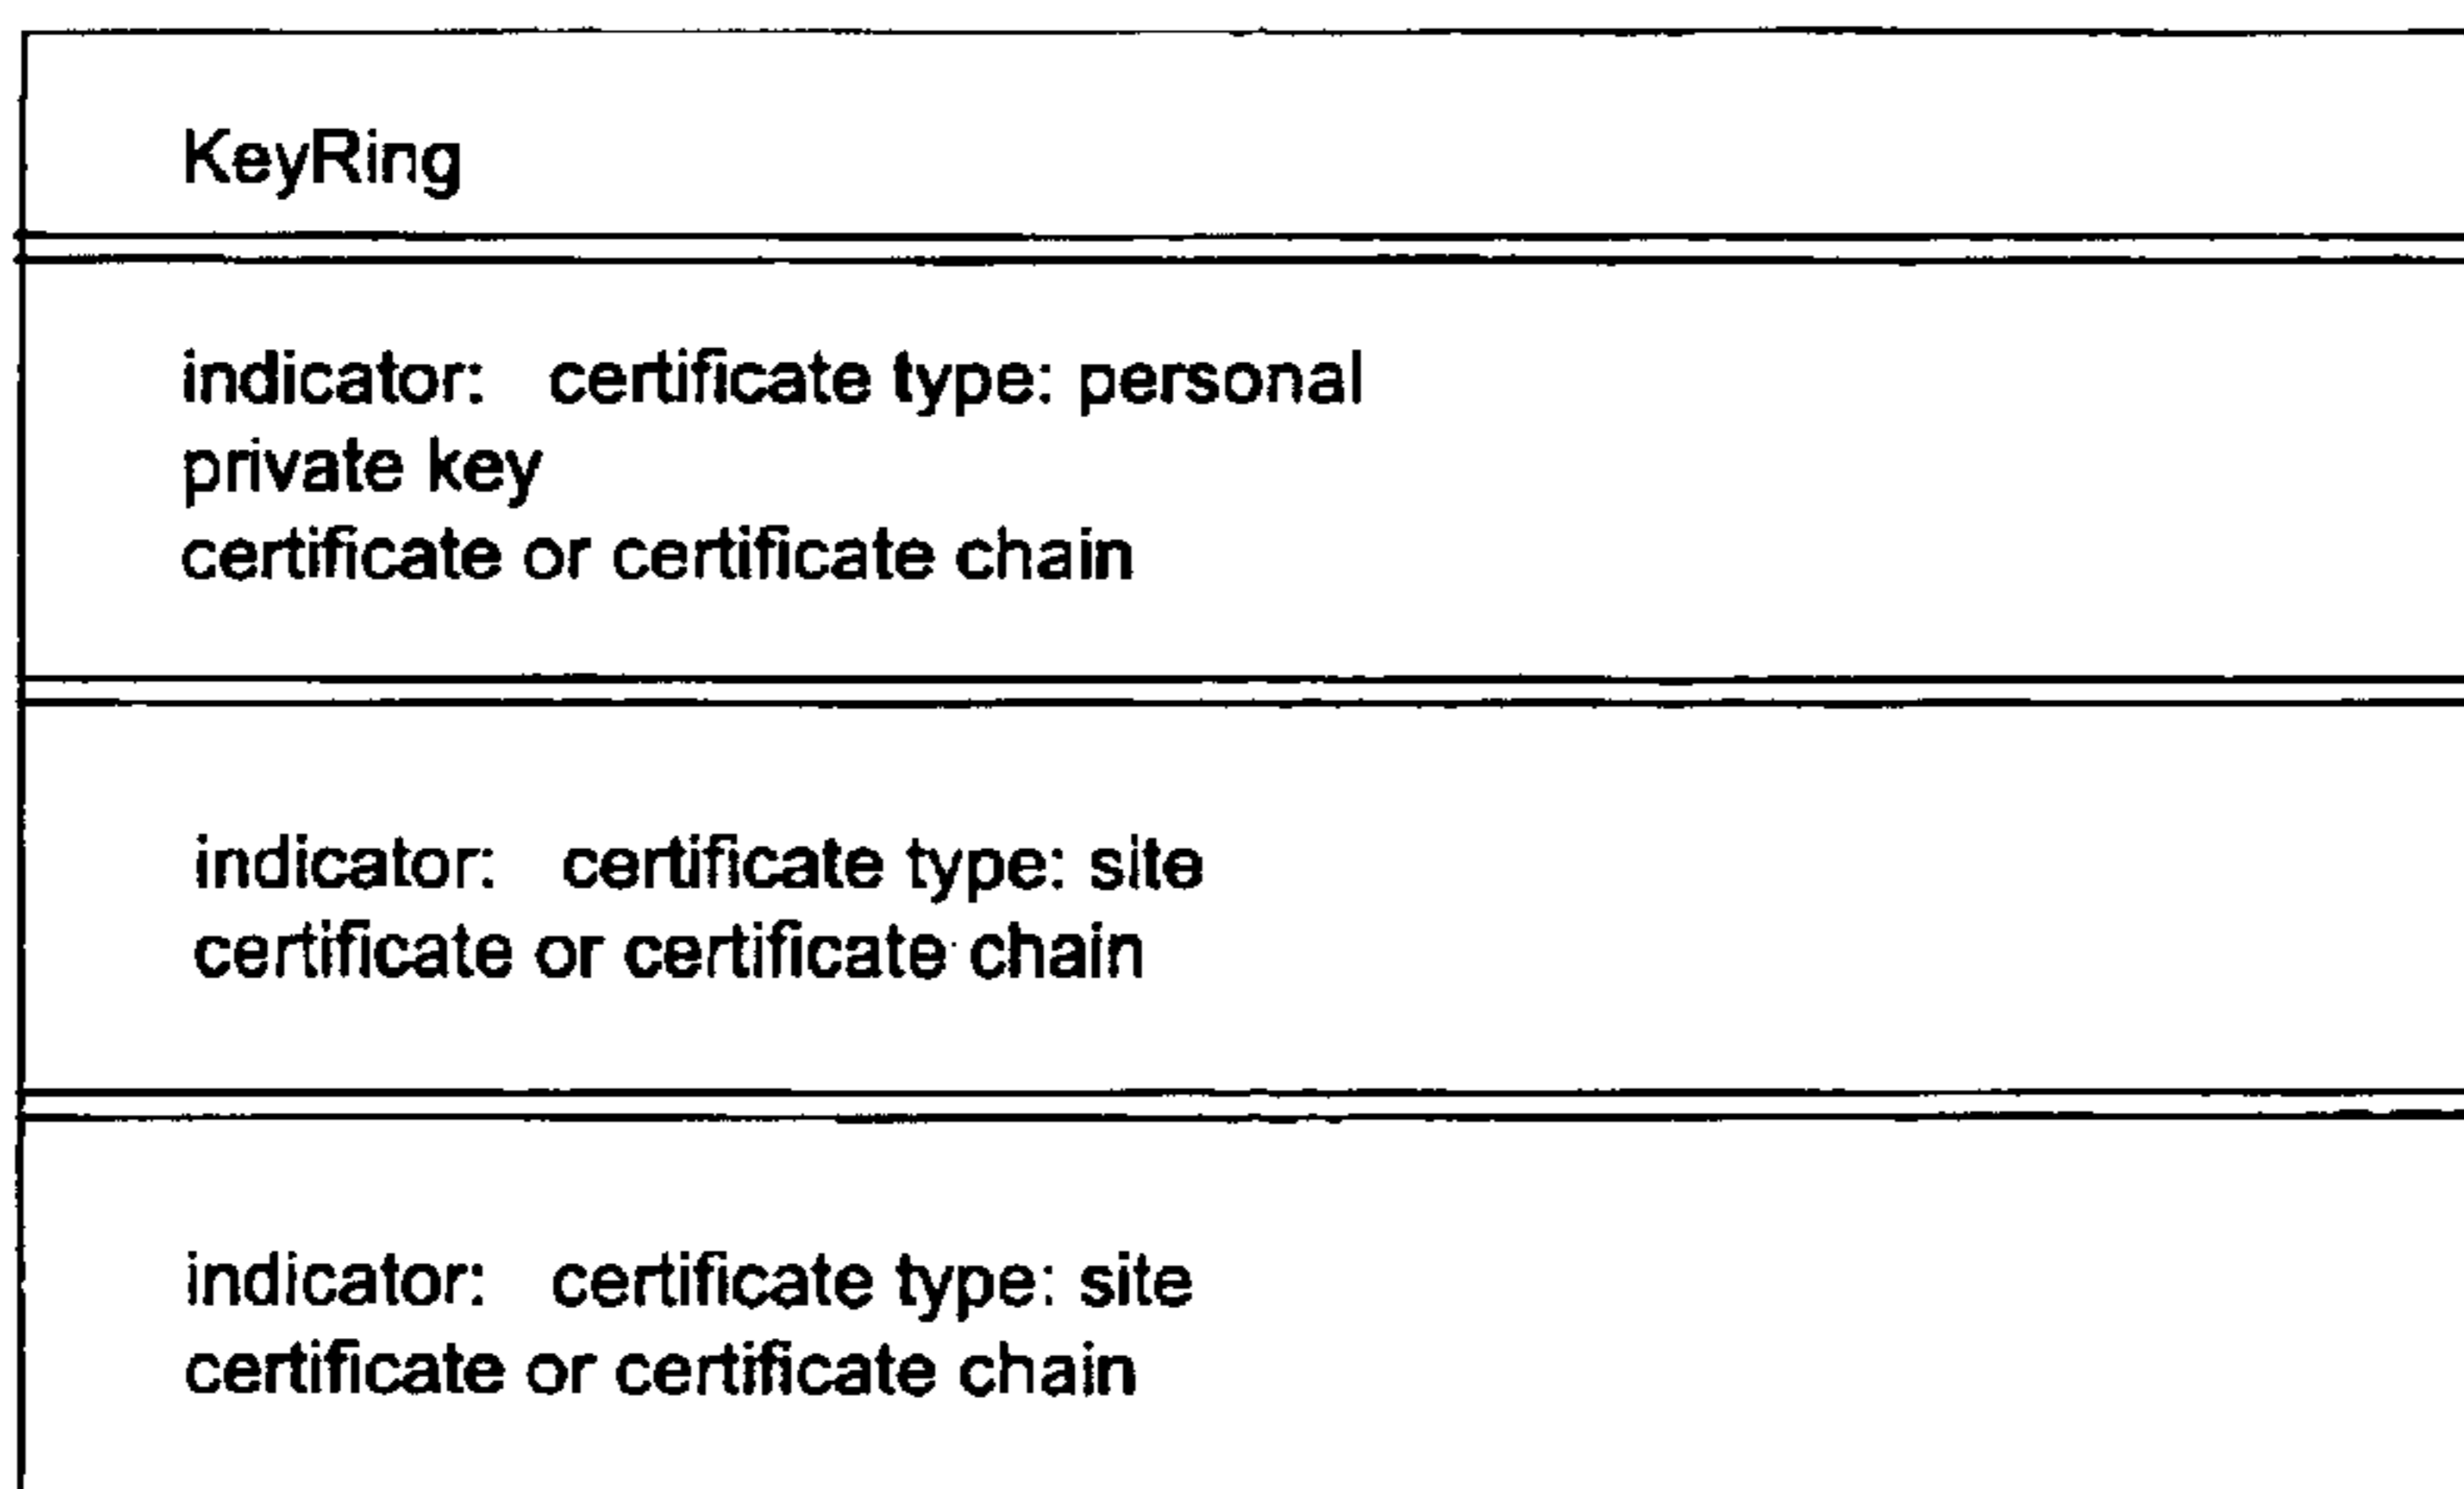 KeyRing
indicator: certificate type: personal
private key
certificate or certificate chain
indicator: certificate type: site
certificate or certificate chain
indicator: certificate type: site
certificate or certificate chain